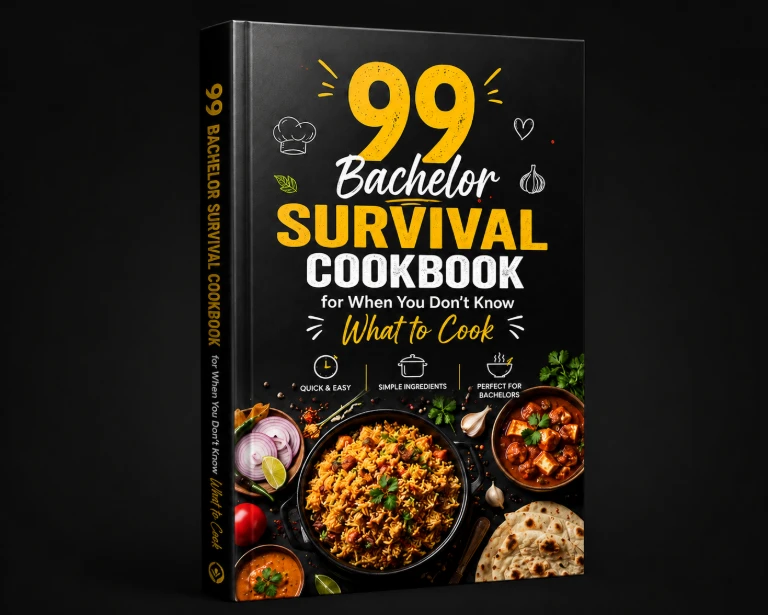 99
Bachelor
SURVIVAL
COOKBOOK
for When You Don't Know
What to Cook
QUICK & EASY
SIMPLE INGREDIENTS
PERFECT FOR
BACHELORS
99 BACHELOR SURVIVAL COOKBOOK for When You Don't Know What to Cook